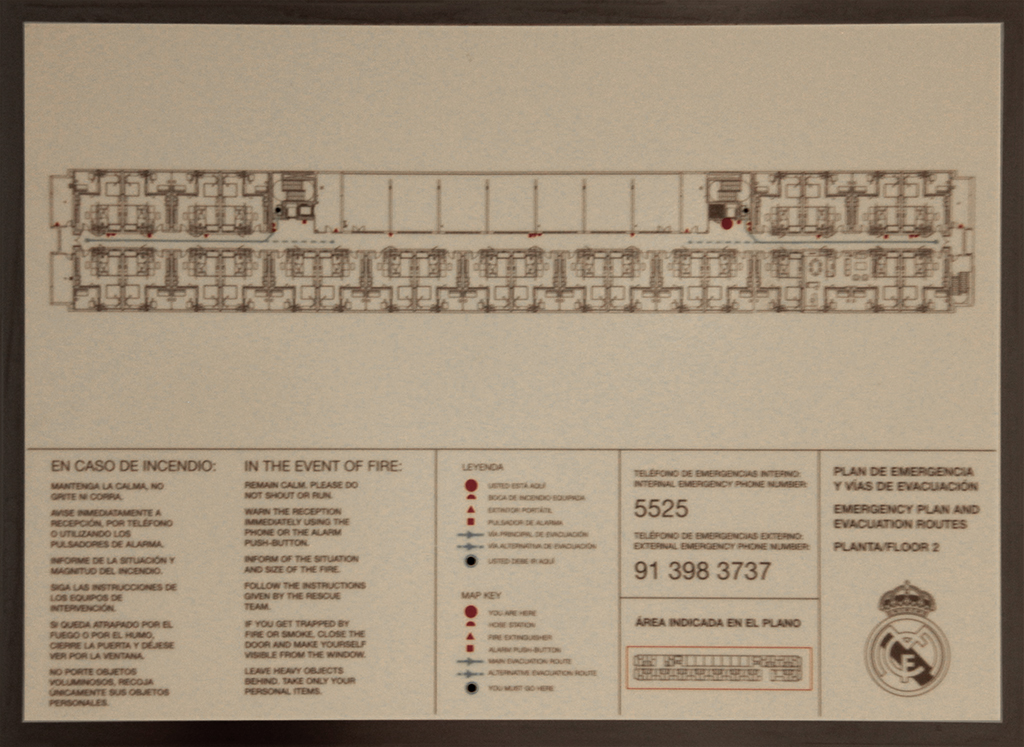 EN CASO DE INCENDIO:
MANTENGA LA CALMA, NO
GRITE NI CORRA.
AVISE INMEDIATAMENTE A
RECEPCIÓN, POR TELÉFONO
O UTILIZANDO LOS
PULSADORES DE ALARMA.
INFORME DE LA SITUACIÓN Y
MAGNITUD DEL INCENDIO.
SIGA LAS INSTRUCCIONES DE
LOS EQUIPOS DE
INTERVENCIÓN.
SI QUEDA ATRAPADO POR EL
FUEGO O POR EL HUMO,
CIERRE LA PUERTA Y DÉJESE
VER POR LA VENTANA.
NO PORTE OBJETOS
VOLUMINOSOS, RECOJA
ÚNICAMENTE SUS OBJETOS
PERSONALES.
IN THE EVENT OF FIRE:
REMAIN CALM, PLEASE DO
NOT SHOUT OR RUN.
WARN THE RECEPTION
IMMEDIATELY USING THE
PHONE OR THE ALARM
PUSH-BUTTON.
INFORM OF THE SITUATION
AND SIZE OF THE FIRE.
FOLLOW THE INSTRUCTIONS
GIVEN BY THE RESCUE
TEAM.
IF YOU GET TRAPPED BY
FIRE OR SMOKE, CLOSE THE
DOOR AND MAKE YOURSELF
VISIBLE FROM THE WINDOW.
LEAVE HEAVY OBJECTS
BEHIND. TAKE ONLY YOUR
PERSONAL ITEMS.
LEYENDA
USTED ESTÁ AQUÍ
BOCA DE INCENDIO EQUIPADA
EXTINTOR PORTÁTIL
PULSADOR DE ALARMA
VÍA PRINCIPAL DE EVACUACIÓN
VÍA ALTERNATIVA DE EVACUACIÓN
USTED DEBE IR AQUÍ
MAP KEY
YOU ARE HERE
HOSE STATION
FIRE EXTINGUISHER
ALARM PUSH-BUTTON
MAIN EVACUATION ROUTE
ALTERNATIVE EVACUATION ROUTE
YOU MUST GO HERE
TELÉFONO DE EMERGENCIAS INTERNO:
INTERNAL EMERGENCY PHONE NUMBER:
5525
TELÉFONO DE EMERGENCIAS EXTERNO:
EXTERNAL EMERGENCY PHONE NUMBER:
91 398 3737
ÁREA INDICADA EN EL PLANO
PLAN DE EMERGENCIA
Y VÍAS DE EVACUACIÓN
EMERGENCY PLAN AND
EVACUATION ROUTES
PLANTA/FLOOR 2